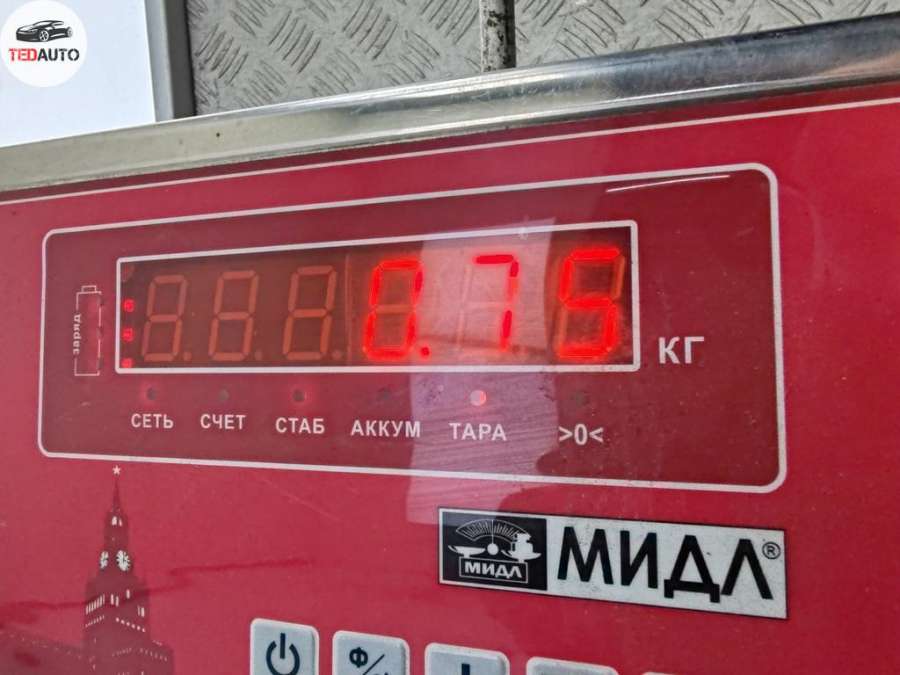 TEDAUTO
заряд
0.75
КГ
СЕТЬ СЧЕТ СТАБ АККУМ ТАРА >0<
МИДЛ МИДЛ®
Ф/